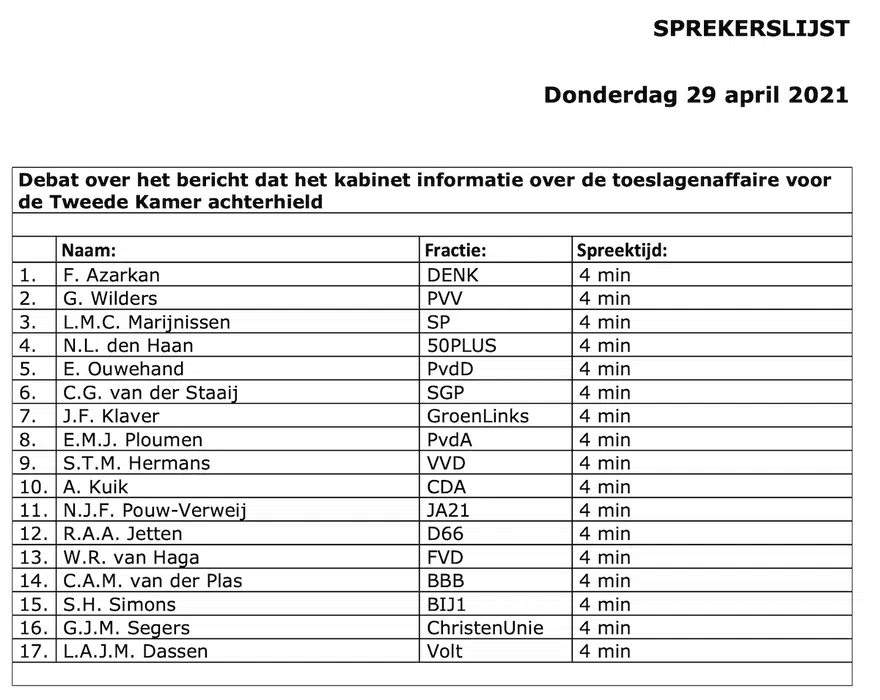 SPREKERSLIJST
Donderdag 29 april 2021
Debat over het bericht dat het kabinet informatie over de toeslagenaffaire voor
de Tweede Kamer achterhield
Naam: Fractie: Spreektijd:
1. F. Azarkan DENK 4 min
2. G. Wilders PVV 4 min
3. L.M.C. Marijnissen SP 4 min
4. N.L. den Haan 50PLUS 4 min
5. E. Ouwehand PvdD 4 min
6. C.G. van der Staaij SGP 4 min
7. J.F. Klaver GroenLinks 4 min
8. E.M.J. Ploumen PvdA 4 min
9. S.T.M. Hermans VVD 4 min
10. A. Kuik CDA 4 min
11. N.J.F. Pouw-Verweij JA21 4 min
12. R.A.A. Jetten D66 4 min
13. W.R. van Haga FVD 4 min
14. C.A.M. van der Plas BBB 4 min
15. S.H. Simons BIJ1 4 min
16. G.J.M. Segers ChristenUnie 4 min
17. L.A.J.M. Dassen Volt 4 min